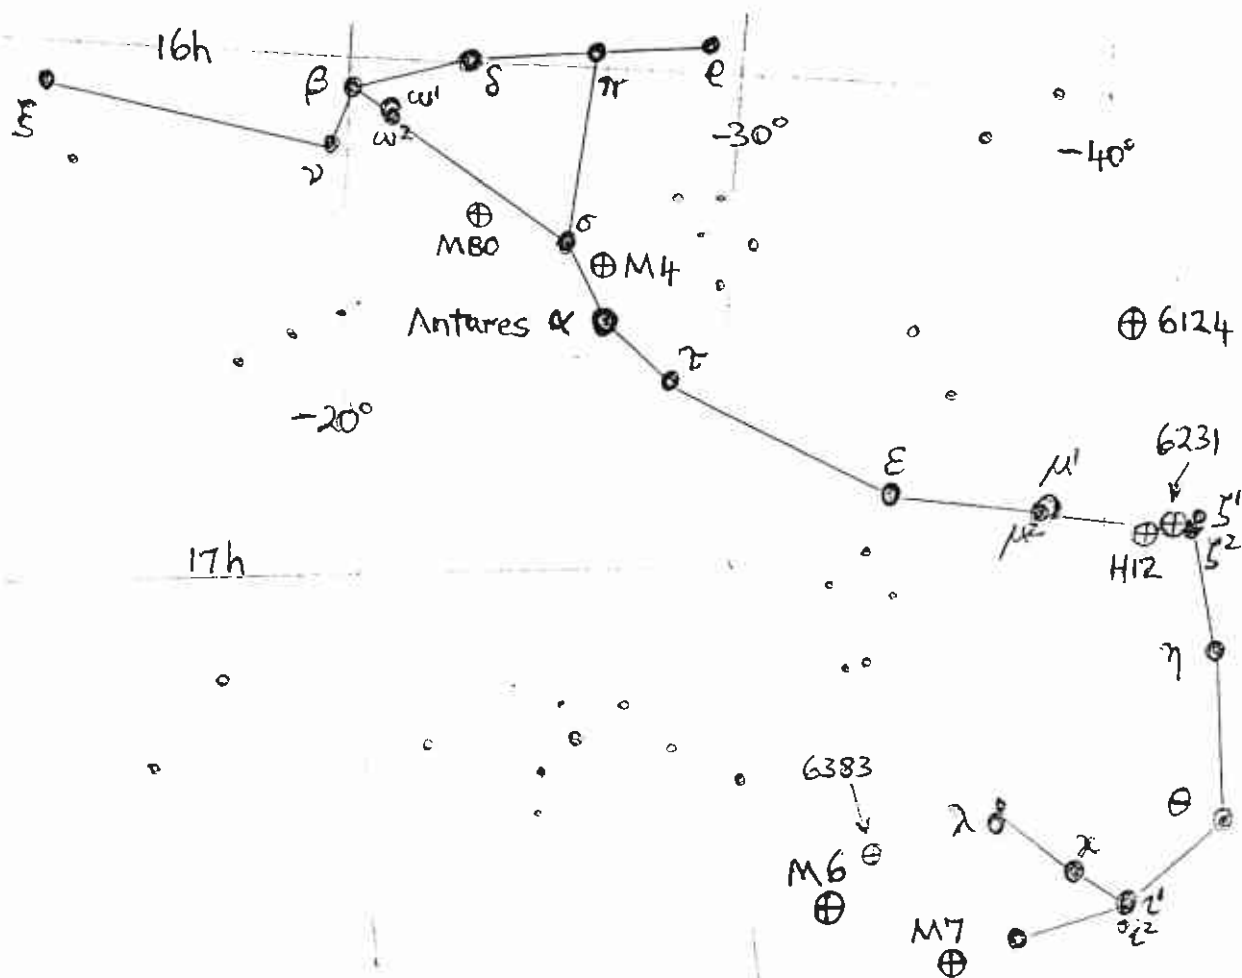 16h
ξ
β
ω¹
ω²
δ
π
ρ
ν
-30°
-40°
M80
σ
M4
Antares α
τ
6124
-20°
ε
μ¹
μ²
6231
ζ¹
ζ²
H12
17h
η
6383
θ
λ
ϰ
M6
ι¹
ι²
M7